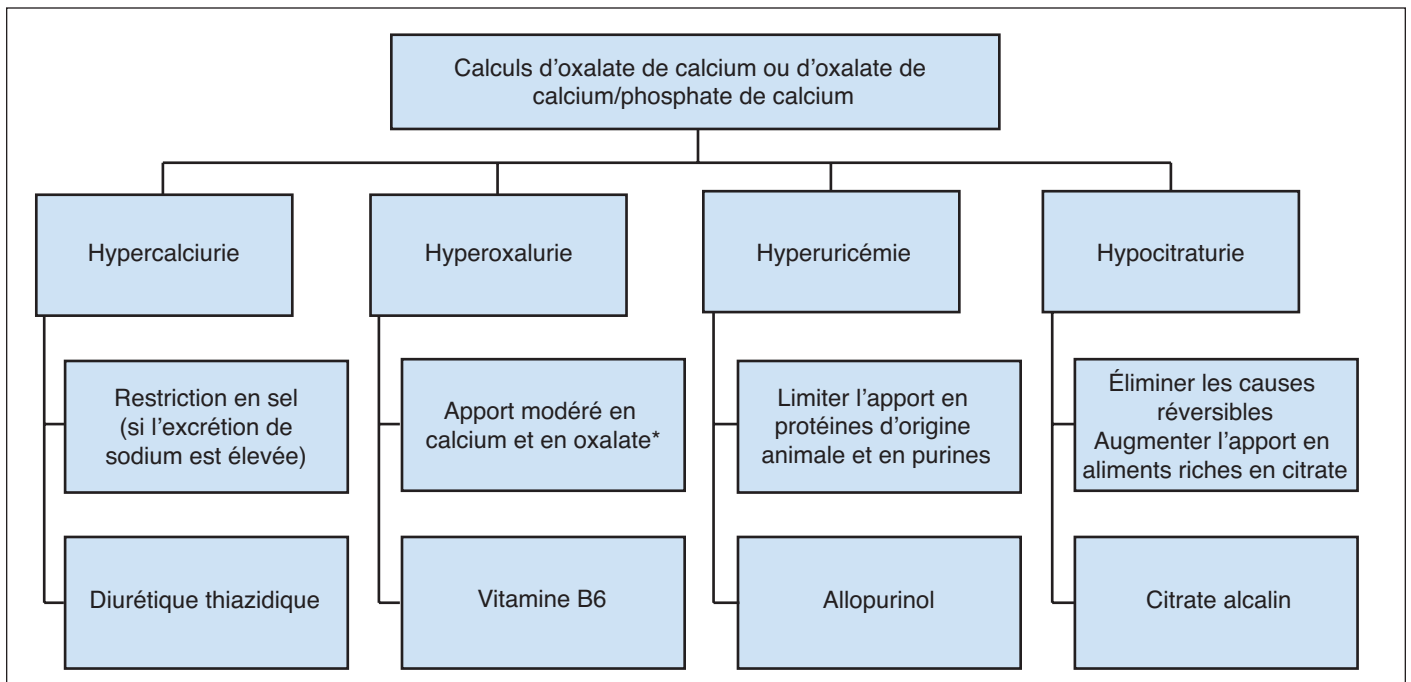 Calculs d'oxalate de calcium ou d'oxalate de
calcium/phosphate de calcium
Hypercalciurie
Hyperoxalurie
Hyperuricémie
Hypocitraturie
Restriction en sel
(si l'excrétion de
sodium est élevée)
Apport modéré en
calcium et en oxalate*
Limiter l'apport en
protéines d'origine
animale et en purines
Éliminer les causes
réversibles
Augmenter l'apport en
aliments riches en citrate
Diurétique thiazidique
Vitamine B6
Allopurinol
Citrate alcalin